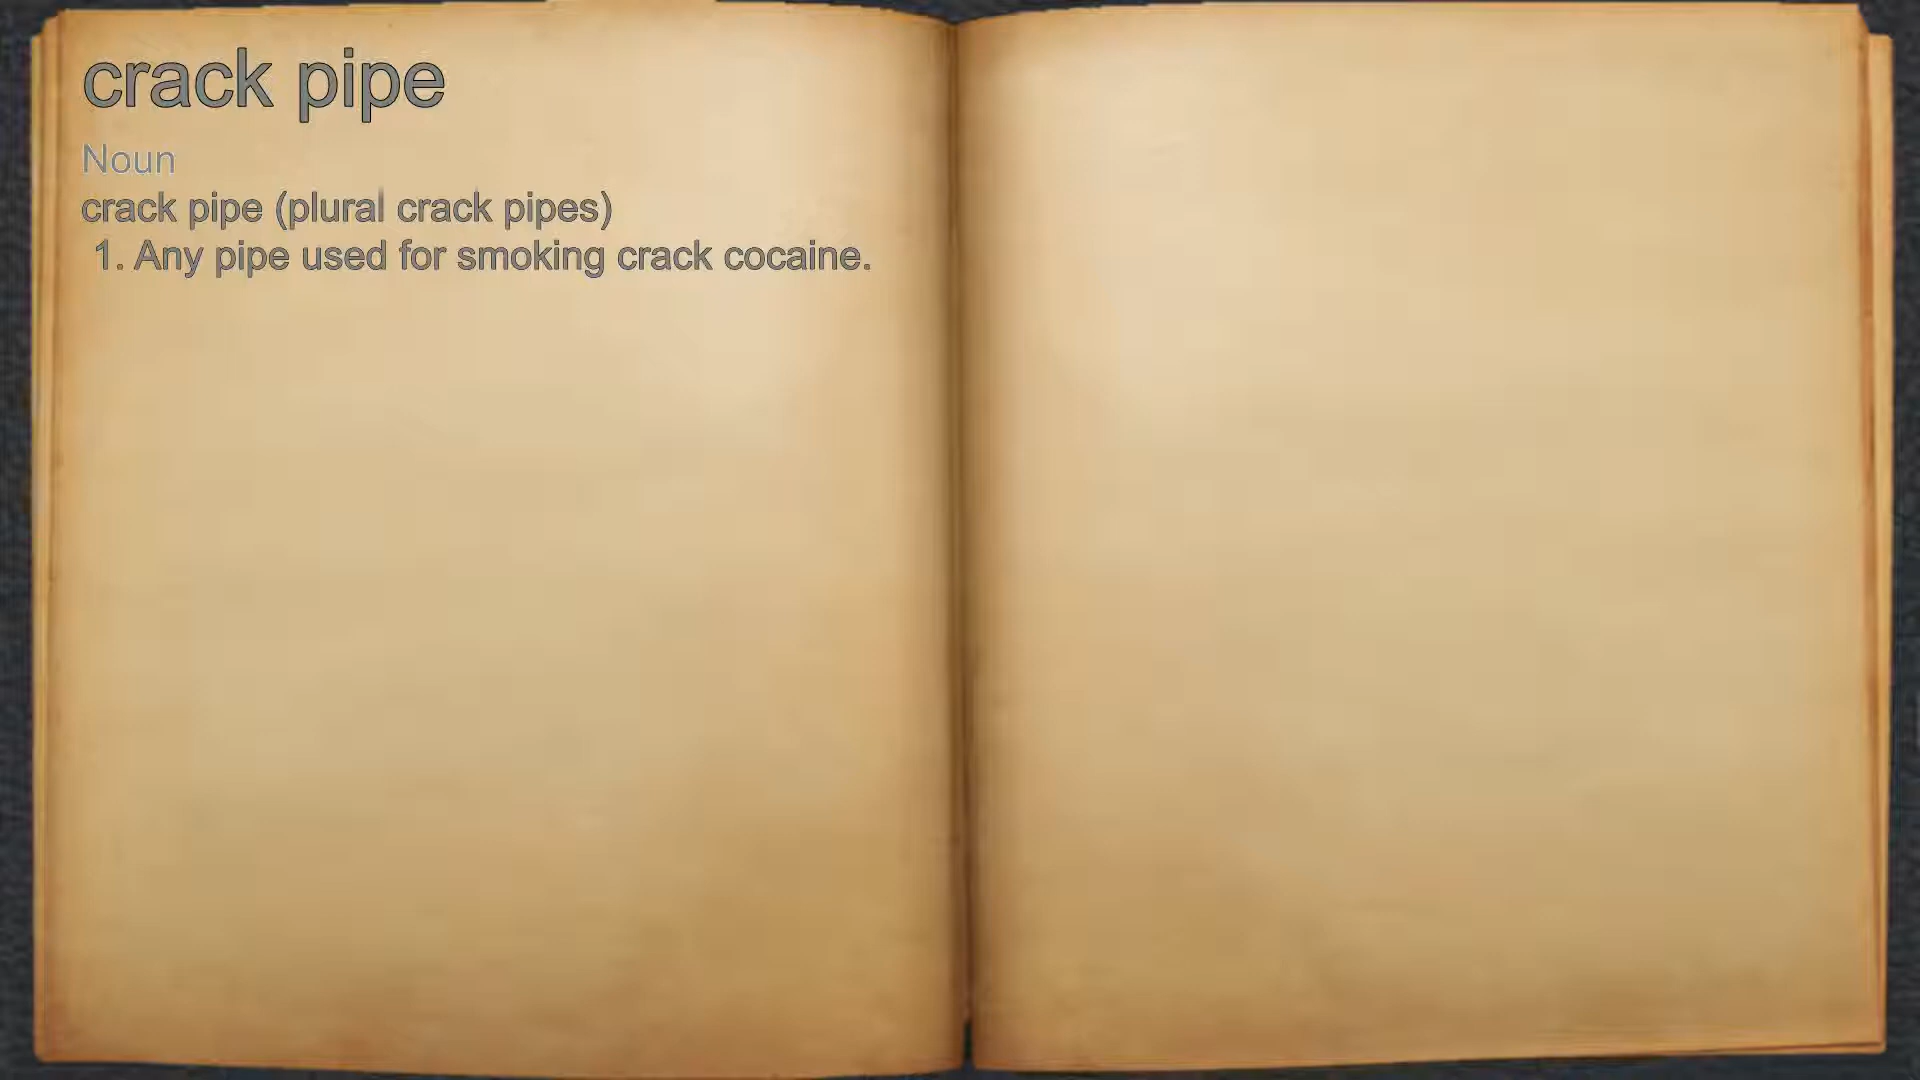 crack pipe
Noun
crack pipe (plural crack pipes)
1. Any pipe used for smoking crack cocaine.